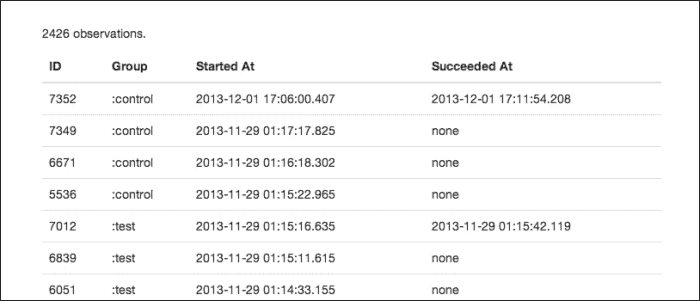 2426 observations.
ID Group Started At Succeeded At
7352 :control 2013-12-01 17:06:00.407 2013-12-01 17:11:54.208
7349 :control 2013-11-29 01:17:17.825 none
6671 :control 2013-11-29 01:16:18.302 none
5536 :control 2013-11-29 01:15:22.965 none
7012 :test 2013-11-29 01:15:16.635 2013-11-29 01:15:42.119
6839 :test 2013-11-29 01:15:11.615 none
6051 :test 2013-11-29 01:14:33.155 none